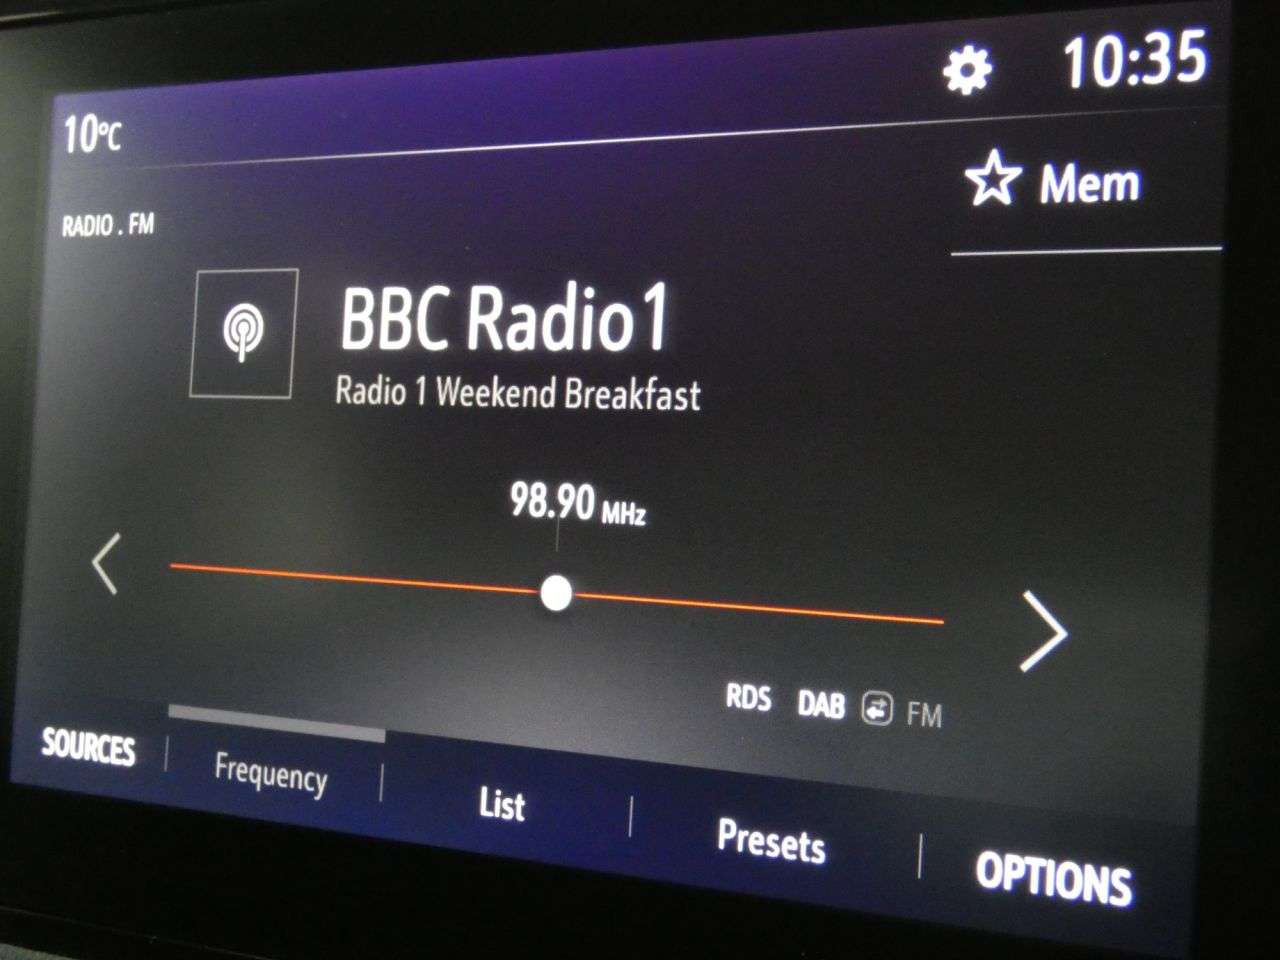 10°C
10:35
RADIO . FM
Mem
BBC Radio1
Radio 1 Weekend Breakfast
98.90 MHz
RDS DAB FM
SOURCES Frequency List Presets OPTIONS